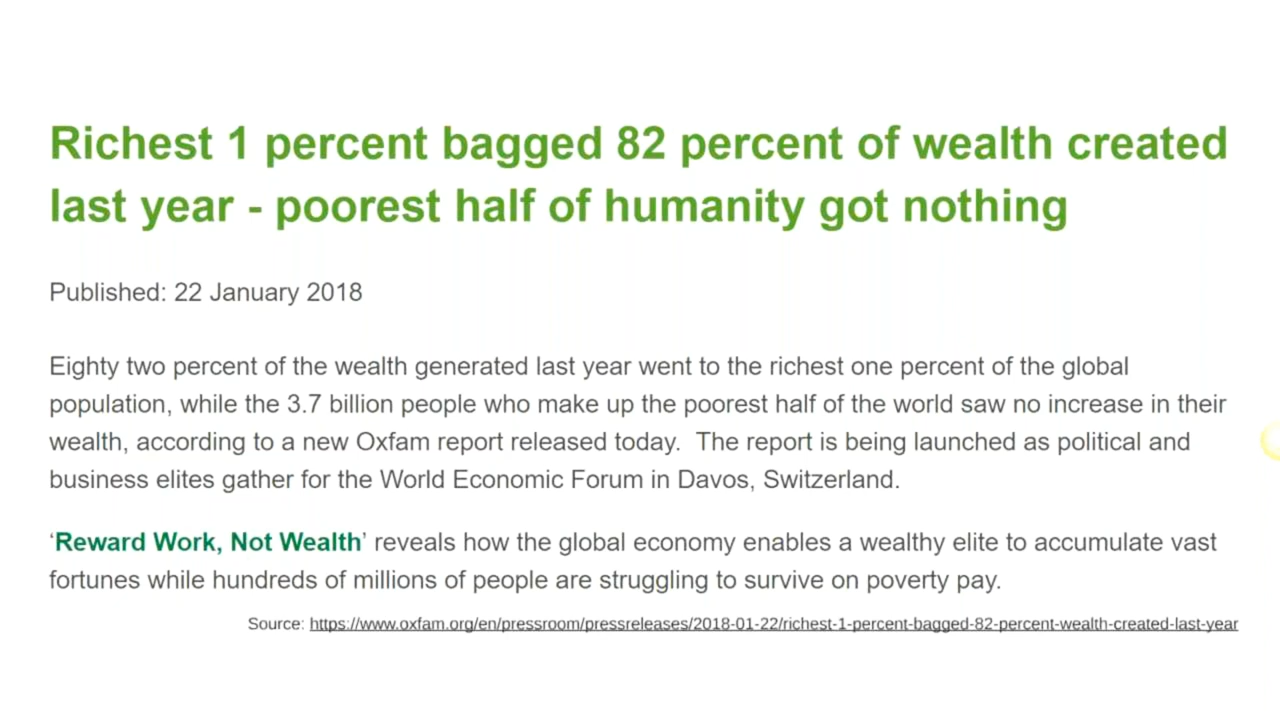 Richest 1 percent bagged 82 percent of wealth created
last year - poorest half of humanity got nothing
Published: 22 January 2018
Eighty two percent of the wealth generated last year went to the richest one percent of the global
population, while the 3.7 billion people who make up the poorest half of the world saw no increase in their
wealth, according to a new Oxfam report released today.  The report is being launched as political and
business elites gather for the World Economic Forum in Davos, Switzerland.
‘Reward Work, Not Wealth’ reveals how the global economy enables a wealthy elite to accumulate vast
fortunes while hundreds of millions of people are struggling to survive on poverty pay.
Source: https://www.oxfam.org/en/pressroom/pressreleases/2018-01-22/richest-1-percent-bagged-82-percent-wealth-created-last-year